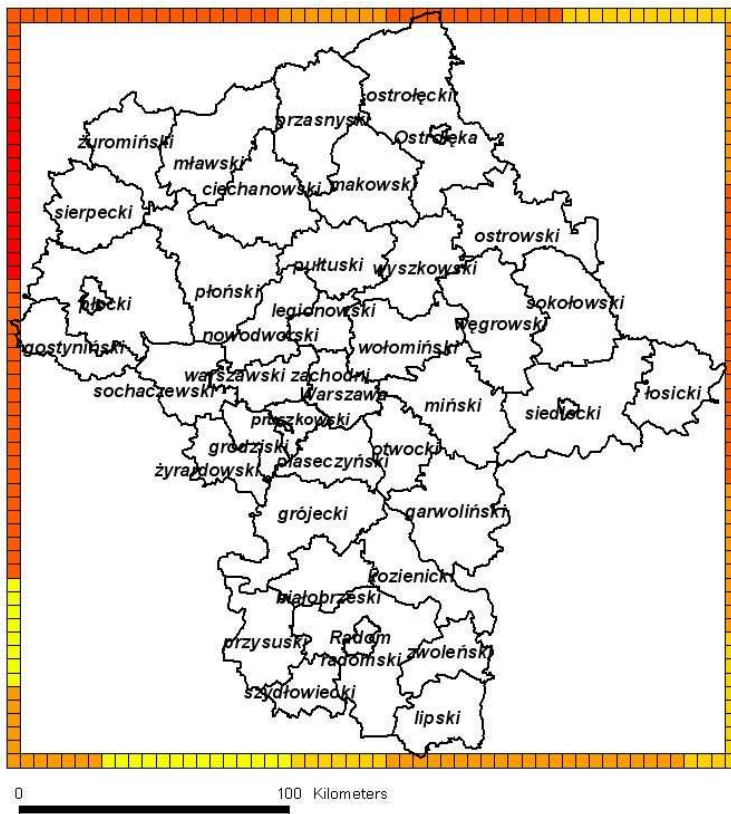 ostrołęcki
przasnyski
Ostrołęka
żuromiński
mławski
ciechanowski
makowski
sierpecki
ostrowski
pułtuski
wyszkowski
płoński
sokołowski
płocki
legionowski
węgrowski
nowodworski
gostyniński
wołomiński
warszawski zachodni
sochaczewski
Warszawa
łosicki
miński
siedlecki
pruszkowski
grodziski
otwocki
piaseczyński
żyrardowski
grójecki
garwoliński
kozienicki
białobrzeski
Radom
przysuski
zwoleński
radomski
szydłowiecki
lipski
0 100 Kilometers